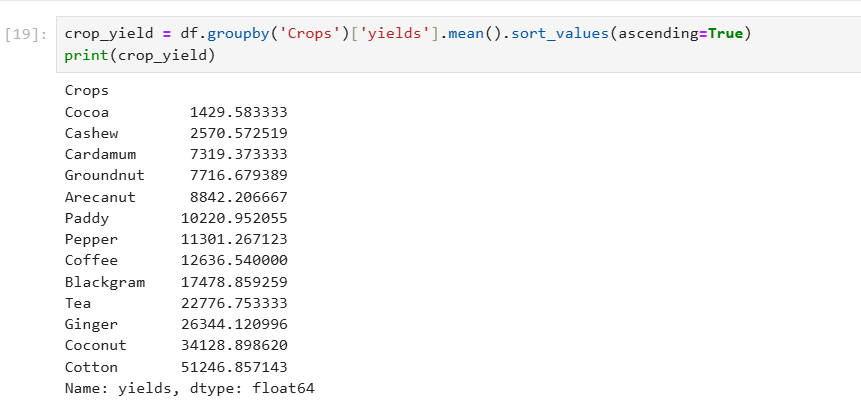 [19]: crop_yield = df.groupby('Crops')['yields'].mean().sort_values(ascending=True)
print(crop_yield)
Crops
Cocoa         1429.583333
Cashew        2570.572519
Cardamum      7319.373333
Groundnut     7716.679389
Arecanut      8842.206667
Paddy        10220.952055
Pepper       11301.267123
Coffee       12636.540000
Blackgram    17478.859259
Tea          22776.753333
Ginger       26344.120996
Coconut      34128.898620
Cotton       51246.857143
Name: yields, dtype: float64